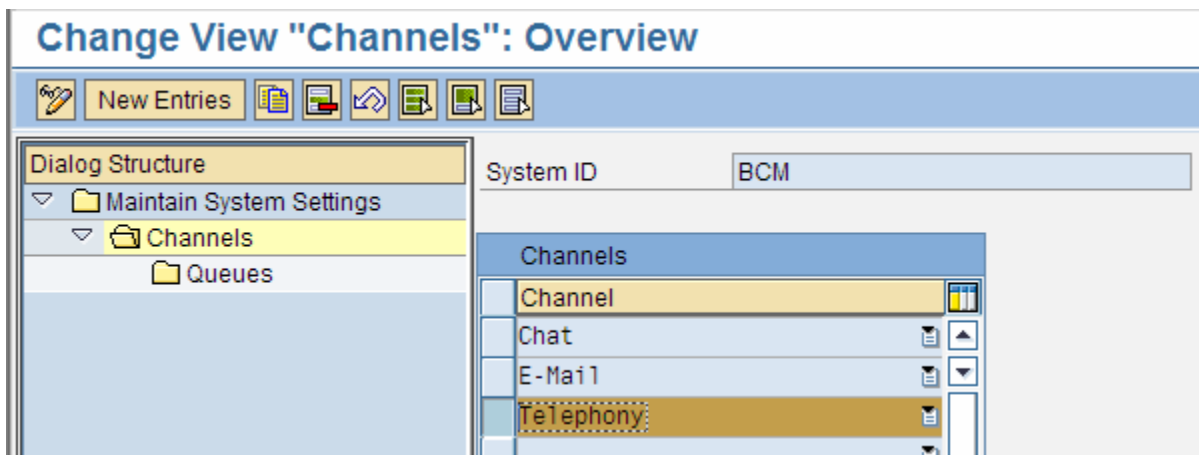 Change View "Channels": Overview
New Entries
Dialog Structure
Maintain System Settings
Channels
Queues
System ID BCM
Channels
Channel
Chat
E-Mail
Telephony